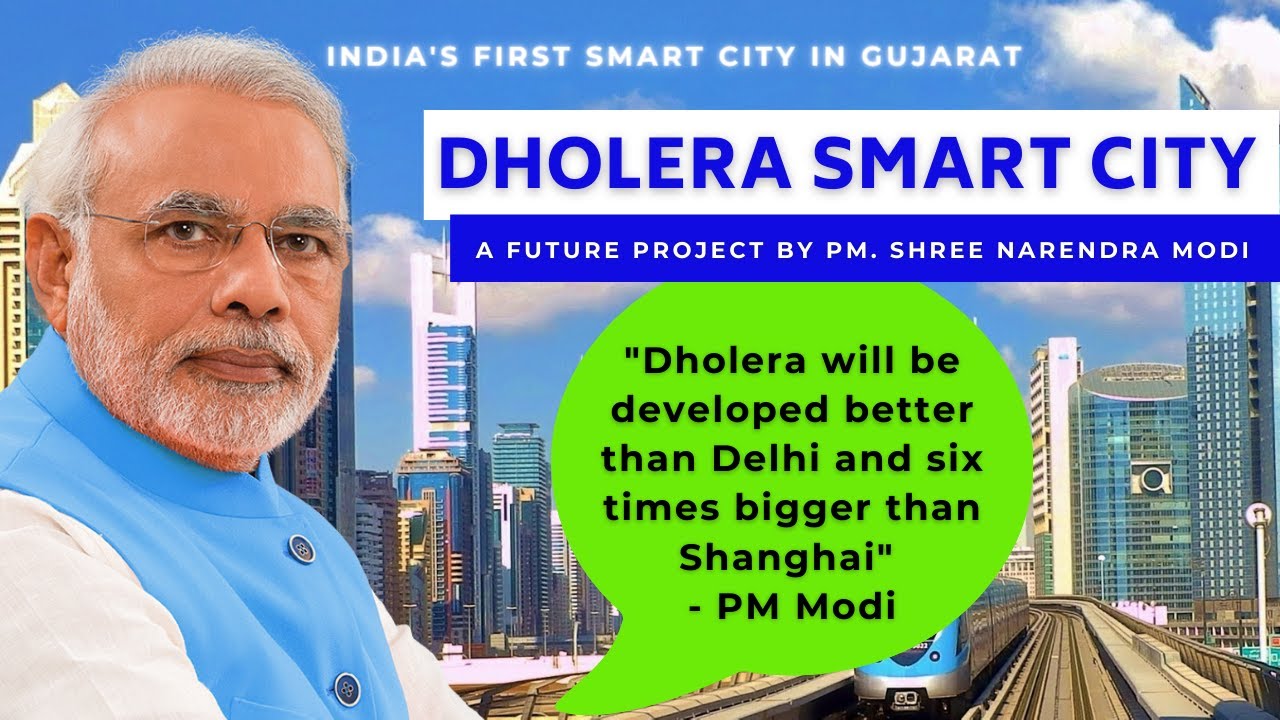 INDIA'S FIRST SMART CITY IN GUJARAT
DHOLERA SMART CITY
A FUTURE PROJECT BY PM. SHREE NARENDRA MODI
"Dholera will be
developed better
than Delhi and six
times bigger than
Shanghai"
- PM Modi